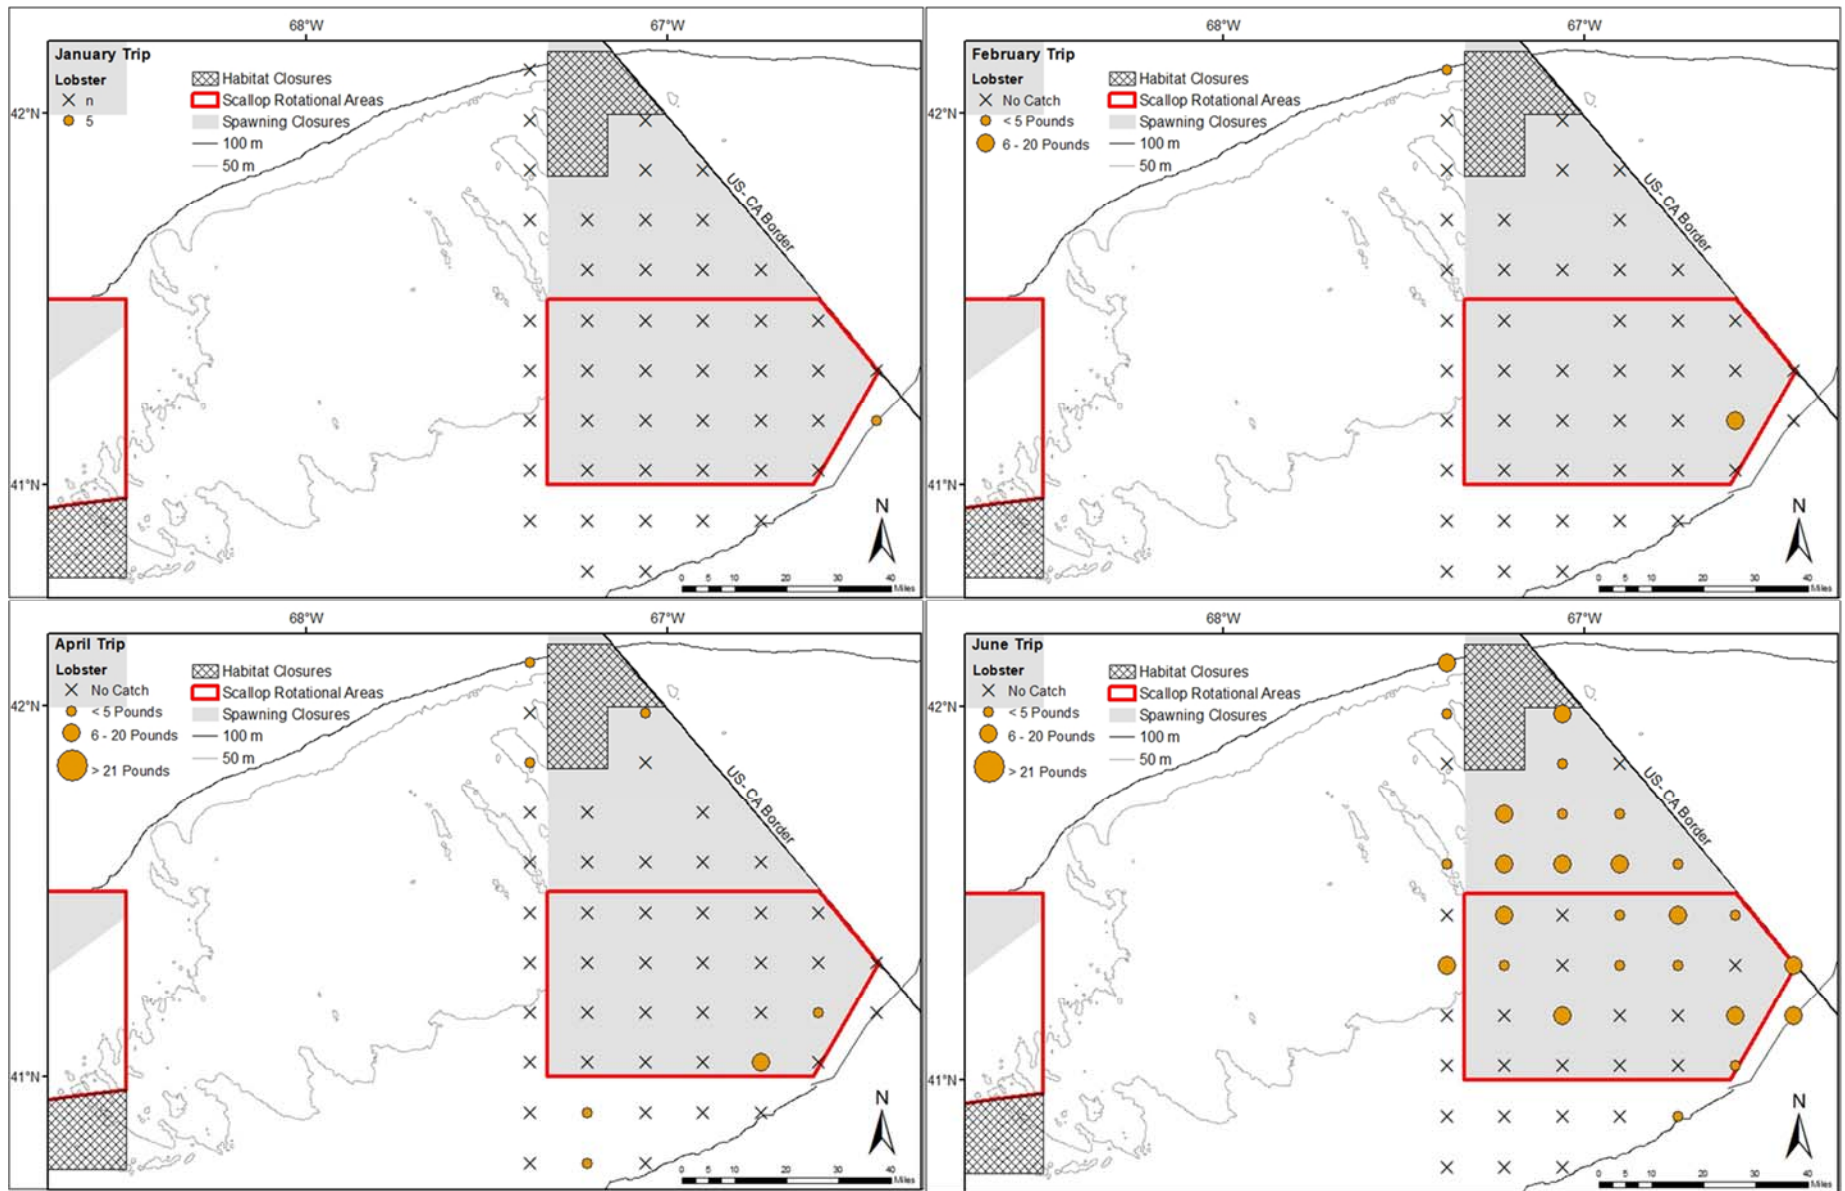 68°W 67°W
January Trip
Lobster
n
5
Habitat Closures
Scallop Rotational Areas
Spawning Closures
100 m
50 m
42°N
US- CA Border
41°N
N
0 5 10 20 30 40
Miles
68°W 67°W
February Trip
Lobster
No Catch
< 5 Pounds
6 - 20 Pounds
Habitat Closures
Scallop Rotational Areas
Spawning Closures
100 m
50 m
42°N
US- CA Border
41°N
N
0 5 10 20 30 40
Miles
68°W 67°W
April Trip
Lobster
No Catch
< 5 Pounds
6 - 20 Pounds
> 21 Pounds
Habitat Closures
Scallop Rotational Areas
Spawning Closures
100 m
50 m
42°N
US- CA Border
41°N
N
0 5 10 20 30 40
Miles
68°W 67°W
June Trip
Lobster
No Catch
< 5 Pounds
6 - 20 Pounds
> 21 Pounds
Habitat Closures
Scallop Rotational Areas
Spawning Closures
100 m
50 m
42°N
US- CA Border
41°N
N
0 5 10 20 30 40
Miles